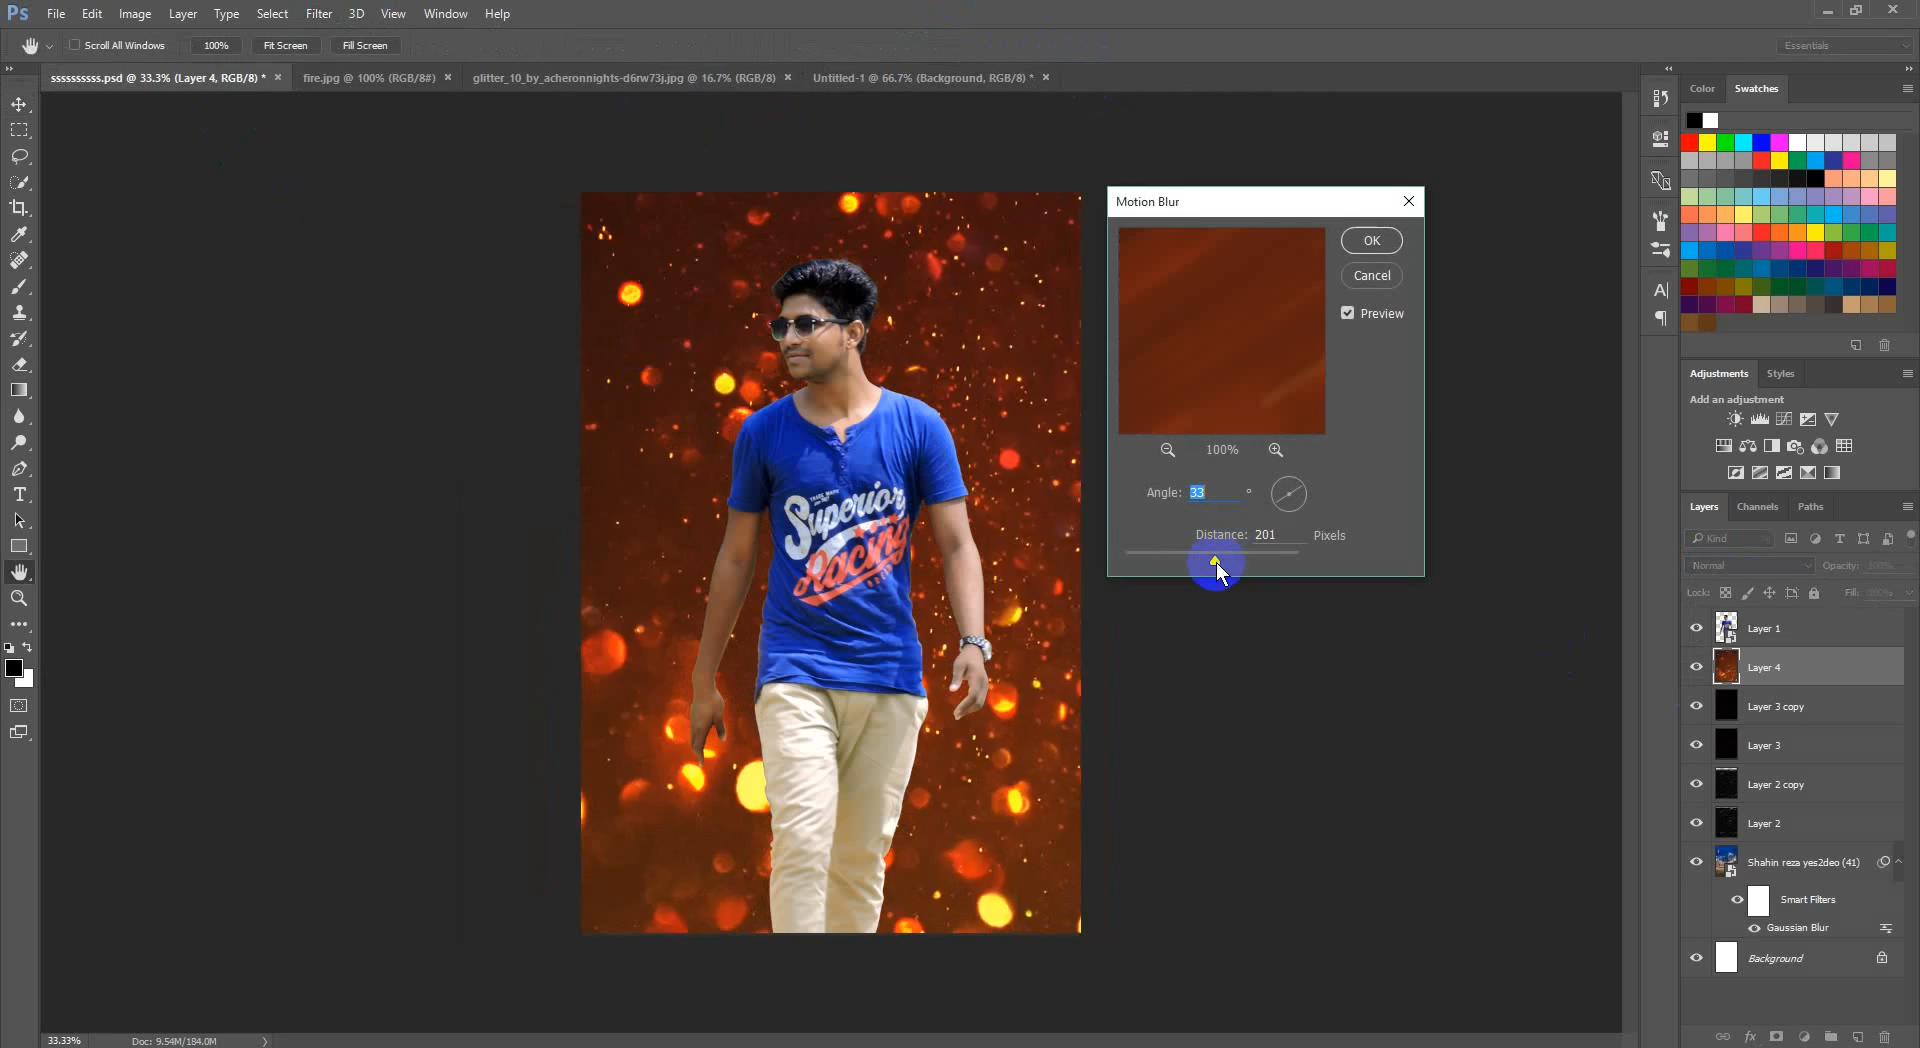 Ps File Edit Image Layer Type Select Filter 3D View Window Help
Scroll All Windows 100% Fit Screen Fill Screen Essentials
ssssssssss.psd @ 33.3% (Layer 4, RGB/8) * × fire.jpg @ 100% (RGB/8#) × glitter_10_by_acheronnights-d6rw73j.jpg @ 16.7% (RGB/8) × Untitled-1 @ 66.7% (Background, RGB/8) * ×
Color Swatches
Motion Blur
OK
Cancel
Preview
100%
Angle: 33 °
Distance: 201 Pixels
TRADE MARK
Superior
Racing
Adjustments Styles
Add an adjustment
Layers Channels Paths
Kind
Normal Opacity: 100%
Lock: Fill: 100%
Layer 1
Layer 4
Layer 3 copy
Layer 3
Layer 2 copy
Layer 2
Shahin reza yes2deo (41)
Smart Filters
Gaussian Blur
Background
33.33% Doc: 9.54M/184.0M